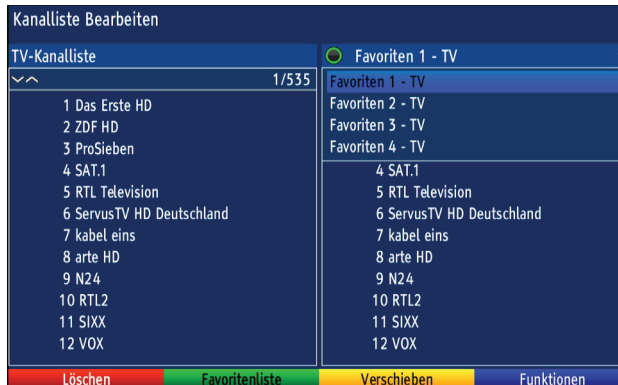 Kanalliste Bearbeiten
TV-Kanalliste
1/535
1 Das Erste HD
2 ZDF HD
3 ProSieben
4 SAT.1
5 RTL Television
6 ServusTV HD Deutschland
7 kabel eins
8 arte HD
9 N24
10 RTL2
11 SIXX
12 VOX
Favoriten 1 - TV
Favoriten 1 - TV
Favoriten 2 - TV
Favoriten 3 - TV
Favoriten 4 - TV
4 SAT.1
5 RTL Television
6 ServusTV HD Deutschland
7 kabel eins
8 arte HD
9 N24
10 RTL2
11 SIXX
12 VOX
Löschen
Favoritenliste
Verschieben
Funktionen